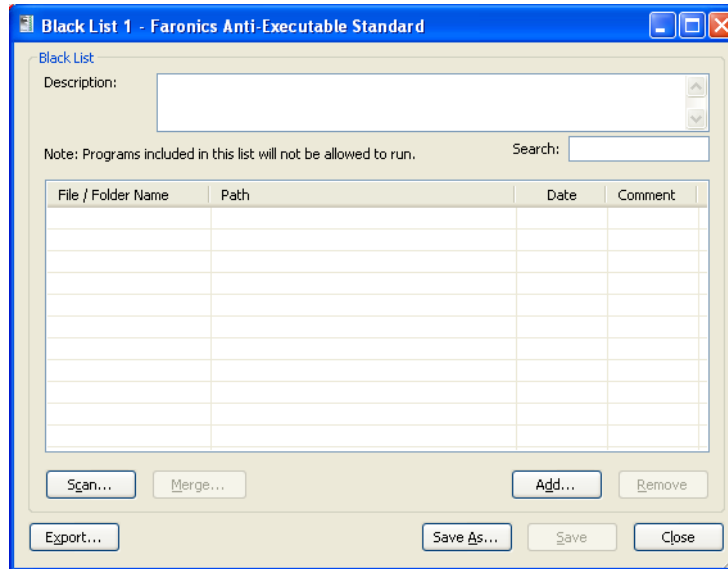 Black List 1 - Faronics Anti-Executable Standard
Black List
Description:
Note: Programs included in this list will not be allowed to run.
Search:
File / Folder Name Path Date Comment
Scan... Merge... Add... Remove
Export... Save As... Save Close